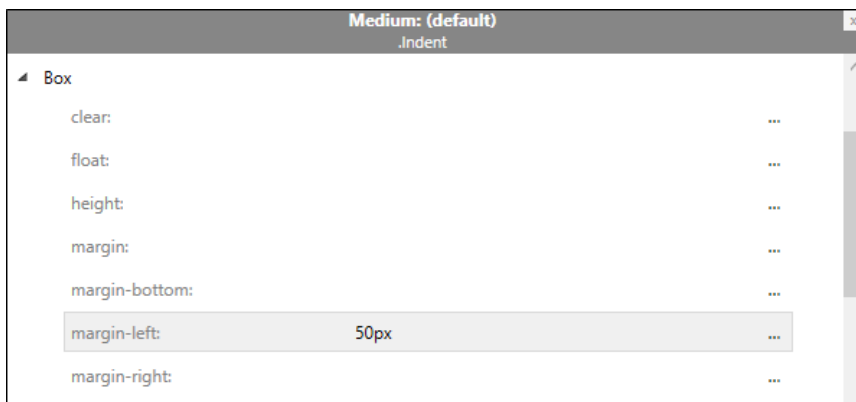 Medium: (default)
.Indent
x
Box
clear: ...
float: ...
height: ...
margin: ...
margin-bottom: ...
margin-left: 50px ...
margin-right: ...